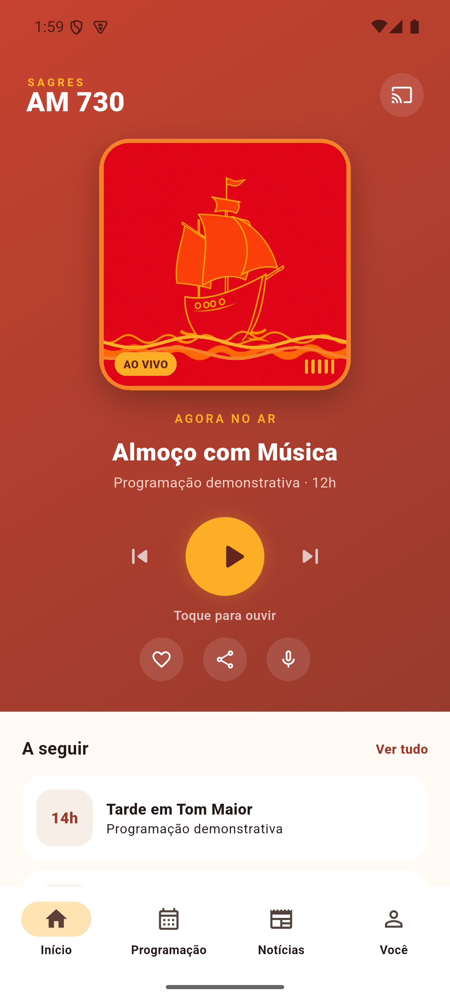 1:59
SAGRES
AM 730
AO VIVO
AGORA NO AR
Almoço com Música
Programação demonstrativa · 12h
Toque para ouvir
A seguir
Ver tudo
14h
Tarde em Tom Maior
Programação demonstrativa
Início
Programação
Notícias
Você